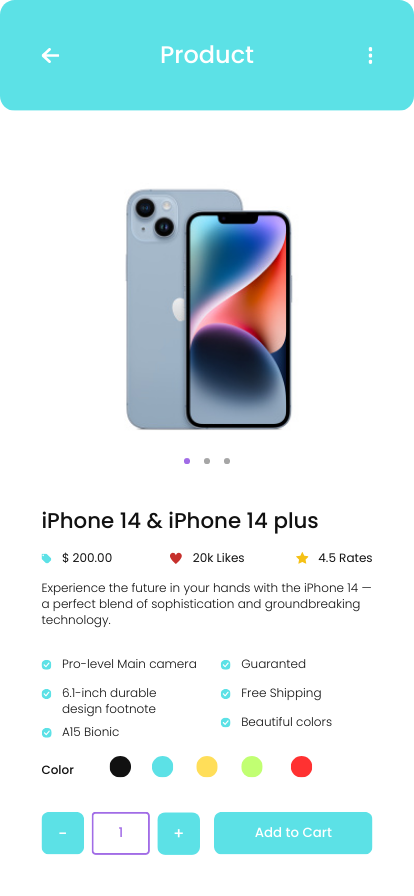 Product
iPhone 14 & iPhone 14 plus
$ 200.00
20k Likes
4.5 Rates
Experience the future in your hands with the iPhone 14 —
a perfect blend of sophistication and groundbreaking
technology.
Pro-level Main camera
Guaranted
6.1-inch durable
design footnote
Free Shipping
A15 Bionic
Beautiful colors
Color
-
1
+
Add to Cart